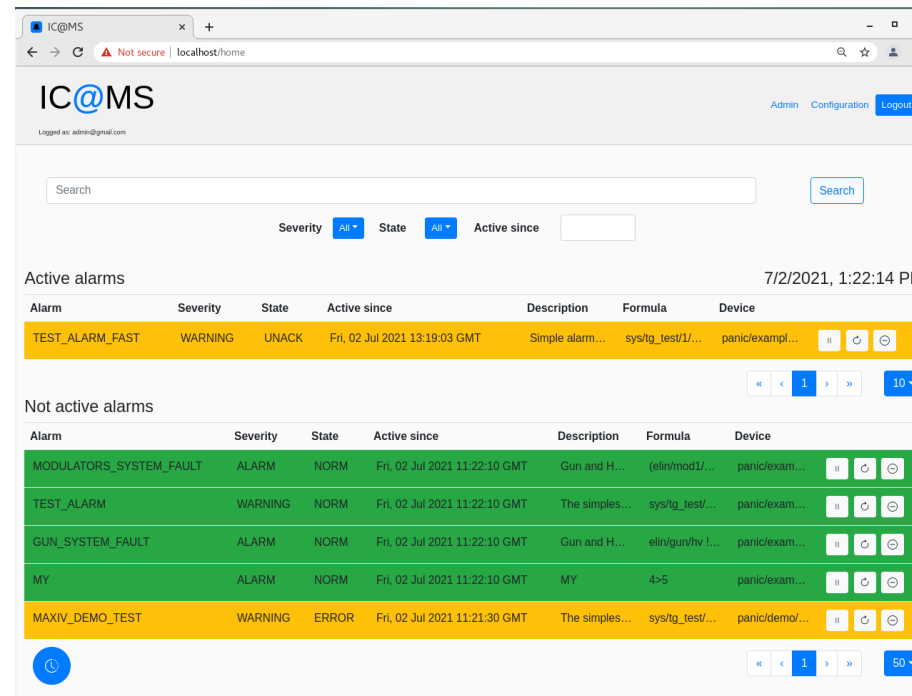 IC@MS
Not secure | localhost/home
IC@MS
Logged as: admin@gmail.com
Admin Configuration Logout
Search Search
Severity All State All Active since
Active alarms 7/2/2021, 1:22:14 P
Alarm Severity State Active since Description Formula Device
TEST_ALARM_FAST WARNING UNACK Fri, 02 Jul 2021 13:19:03 GMT Simple alarm... sys/tg_test/1/... panic/exampl...
« ‹ 1 › » 10
Not active alarms
Alarm Severity State Active since Description Formula Device
MODULATORS_SYSTEM_FAULT ALARM NORM Fri, 02 Jul 2021 11:22:10 GMT Gun and H... (elin/mod1/... panic/exam...
TEST_ALARM WARNING NORM Fri, 02 Jul 2021 11:22:10 GMT The simples... sys/tg_test/... panic/exam...
GUN_SYSTEM_FAULT ALARM NORM Fri, 02 Jul 2021 11:22:10 GMT Gun and H... elin/gun/hv !... panic/exam...
MY ALARM NORM Fri, 02 Jul 2021 11:22:10 GMT MY 4>5 panic/exam...
MAXIV_DEMO_TEST WARNING ERROR Fri, 02 Jul 2021 11:21:30 GMT The simples... sys/tg_test/... panic/demo/...
« ‹ 1 › » 50